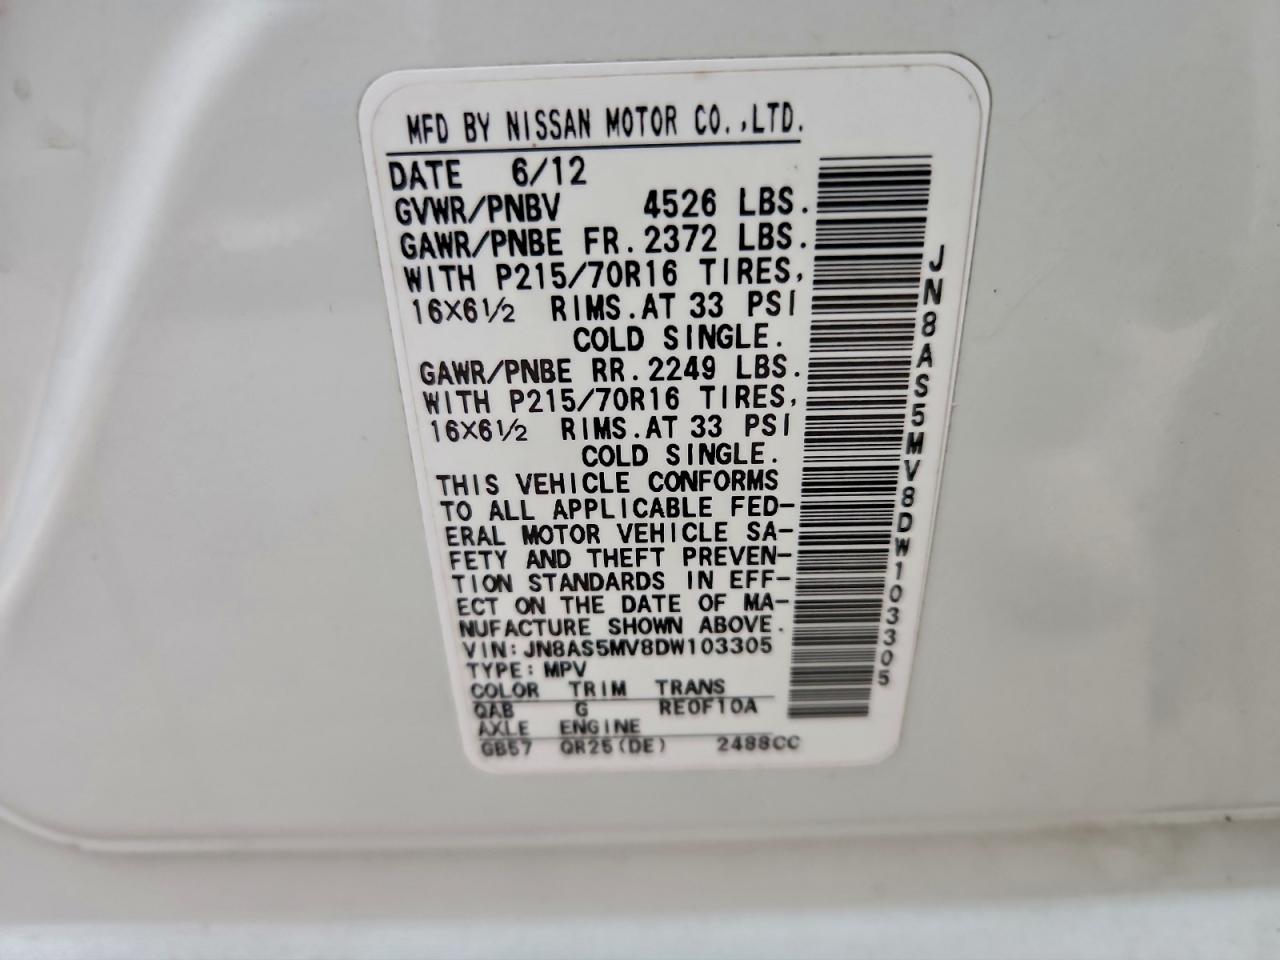 MFD BY NISSAN MOTOR CO.,LTD.
DATE 6/12
GVWR/PNBV 4526 LBS.
GAWR/PNBE FR. 2372 LBS.
WITH P215/70R16 TIRES,
16X6½ RIMS. AT 33 PSI
COLD SINGLE.
GAWR/PNBE RR. 2249 LBS.
WITH P215/70R16 TIRES,
16X6½ RIMS. AT 33 PSI
COLD SINGLE.
THIS VEHICLE CONFORMS
TO ALL APPLICABLE FED-
ERAL MOTOR VEHICLE SA-
FETY AND THEFT PREVEN-
TION STANDARDS IN EFF-
ECT ON THE DATE OF MA-
NUFACTURE SHOWN ABOVE.
VIN: JN8AS5MV8DW103305
TYPE: MPV
COLOR TRIM TRANS
QAB G RE0F10A
AXLE ENGINE
GB57 QR25(DE) 2488CC
JN8AS5MV8DW103305